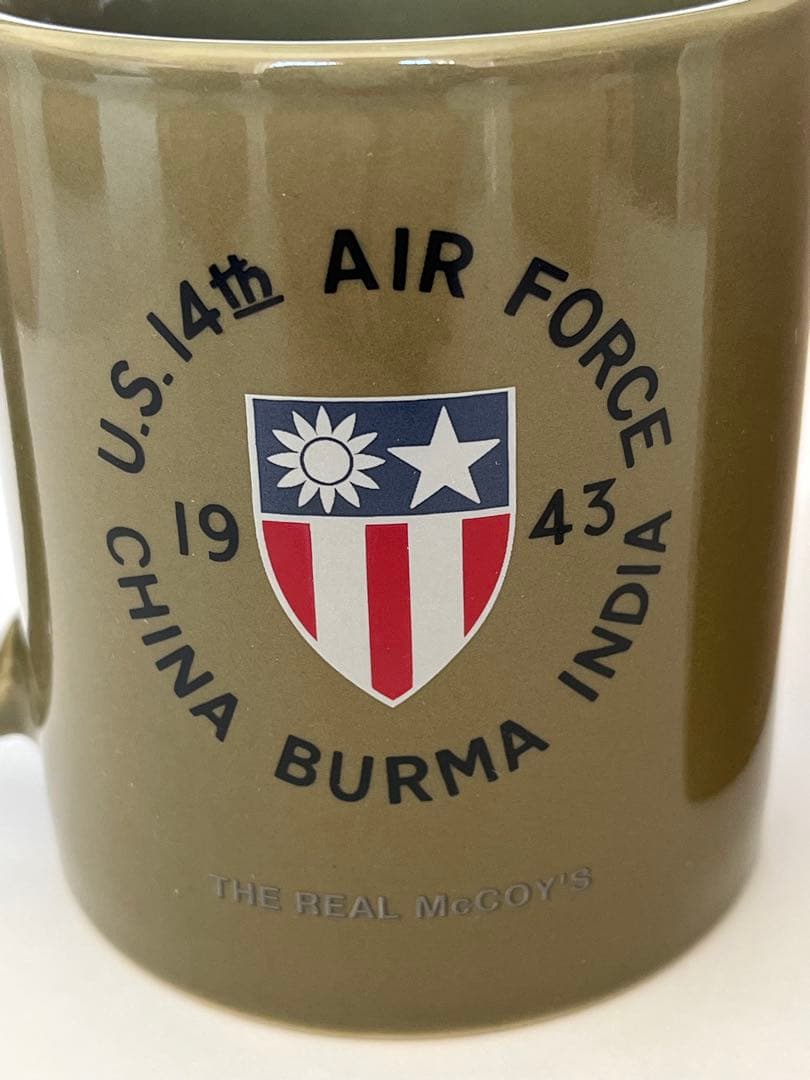 U.S. 14th AIR FORCE
19 43
CHINA BURMA INDIA
THE REAL McCOY'S